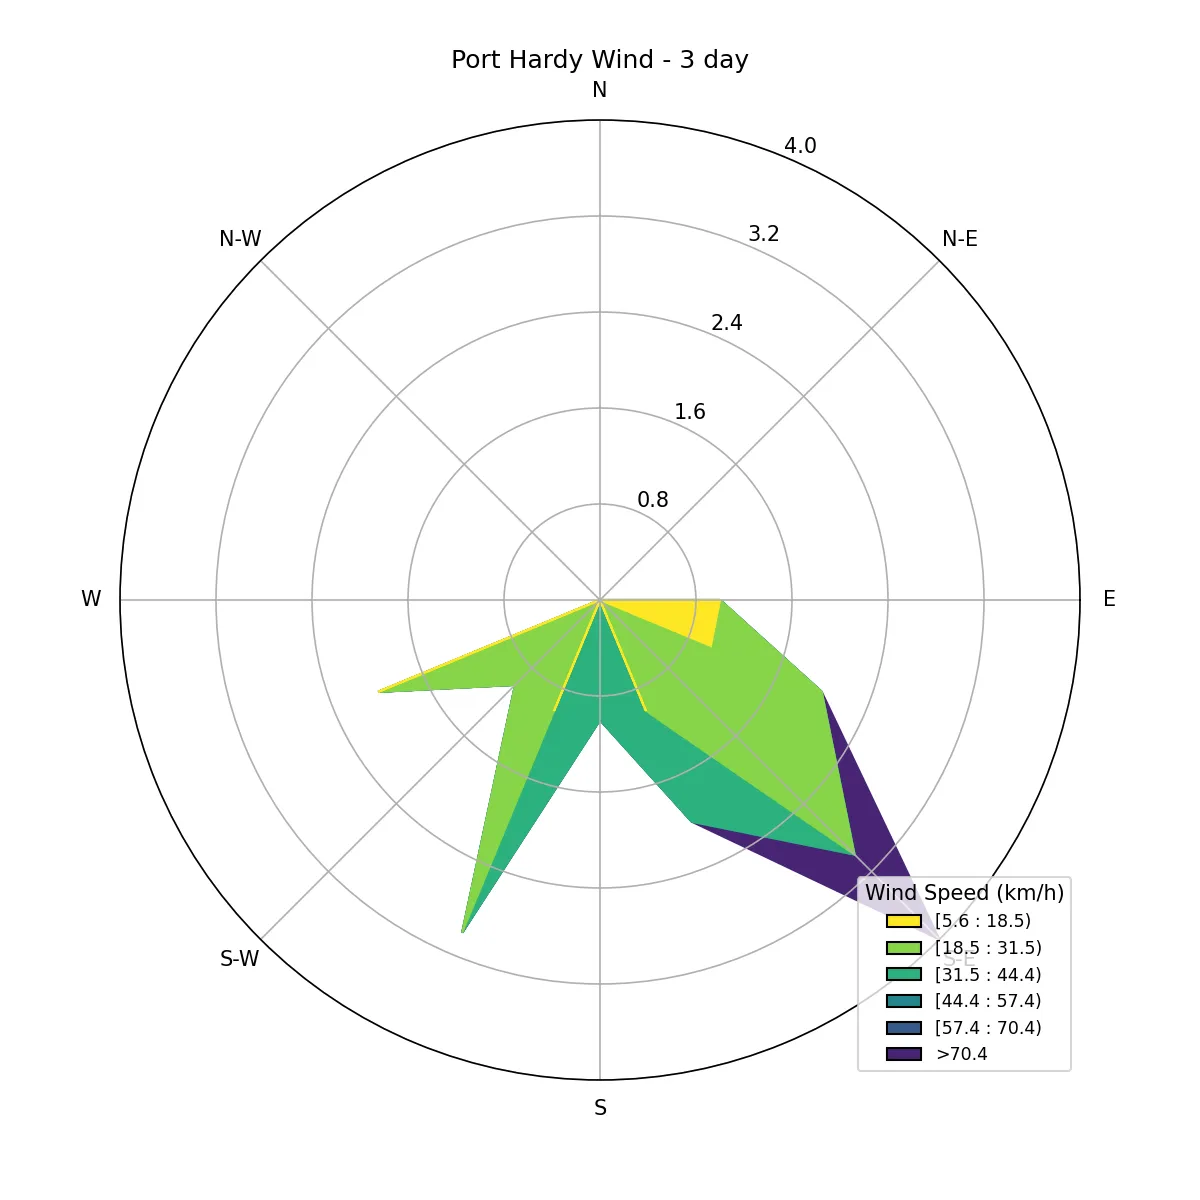 Port Hardy Wind - 3 day
N
4.0
N-W
N-E
3.2
2.4
1.6
0.8
W
E
Wind Speed (km/h)
[5.6 : 18.5)
[18.5 : 31.5)
[31.5 : 44.4)
[44.4 : 57.4)
[57.4 : 70.4)
>70.4
S-W
S-E
S